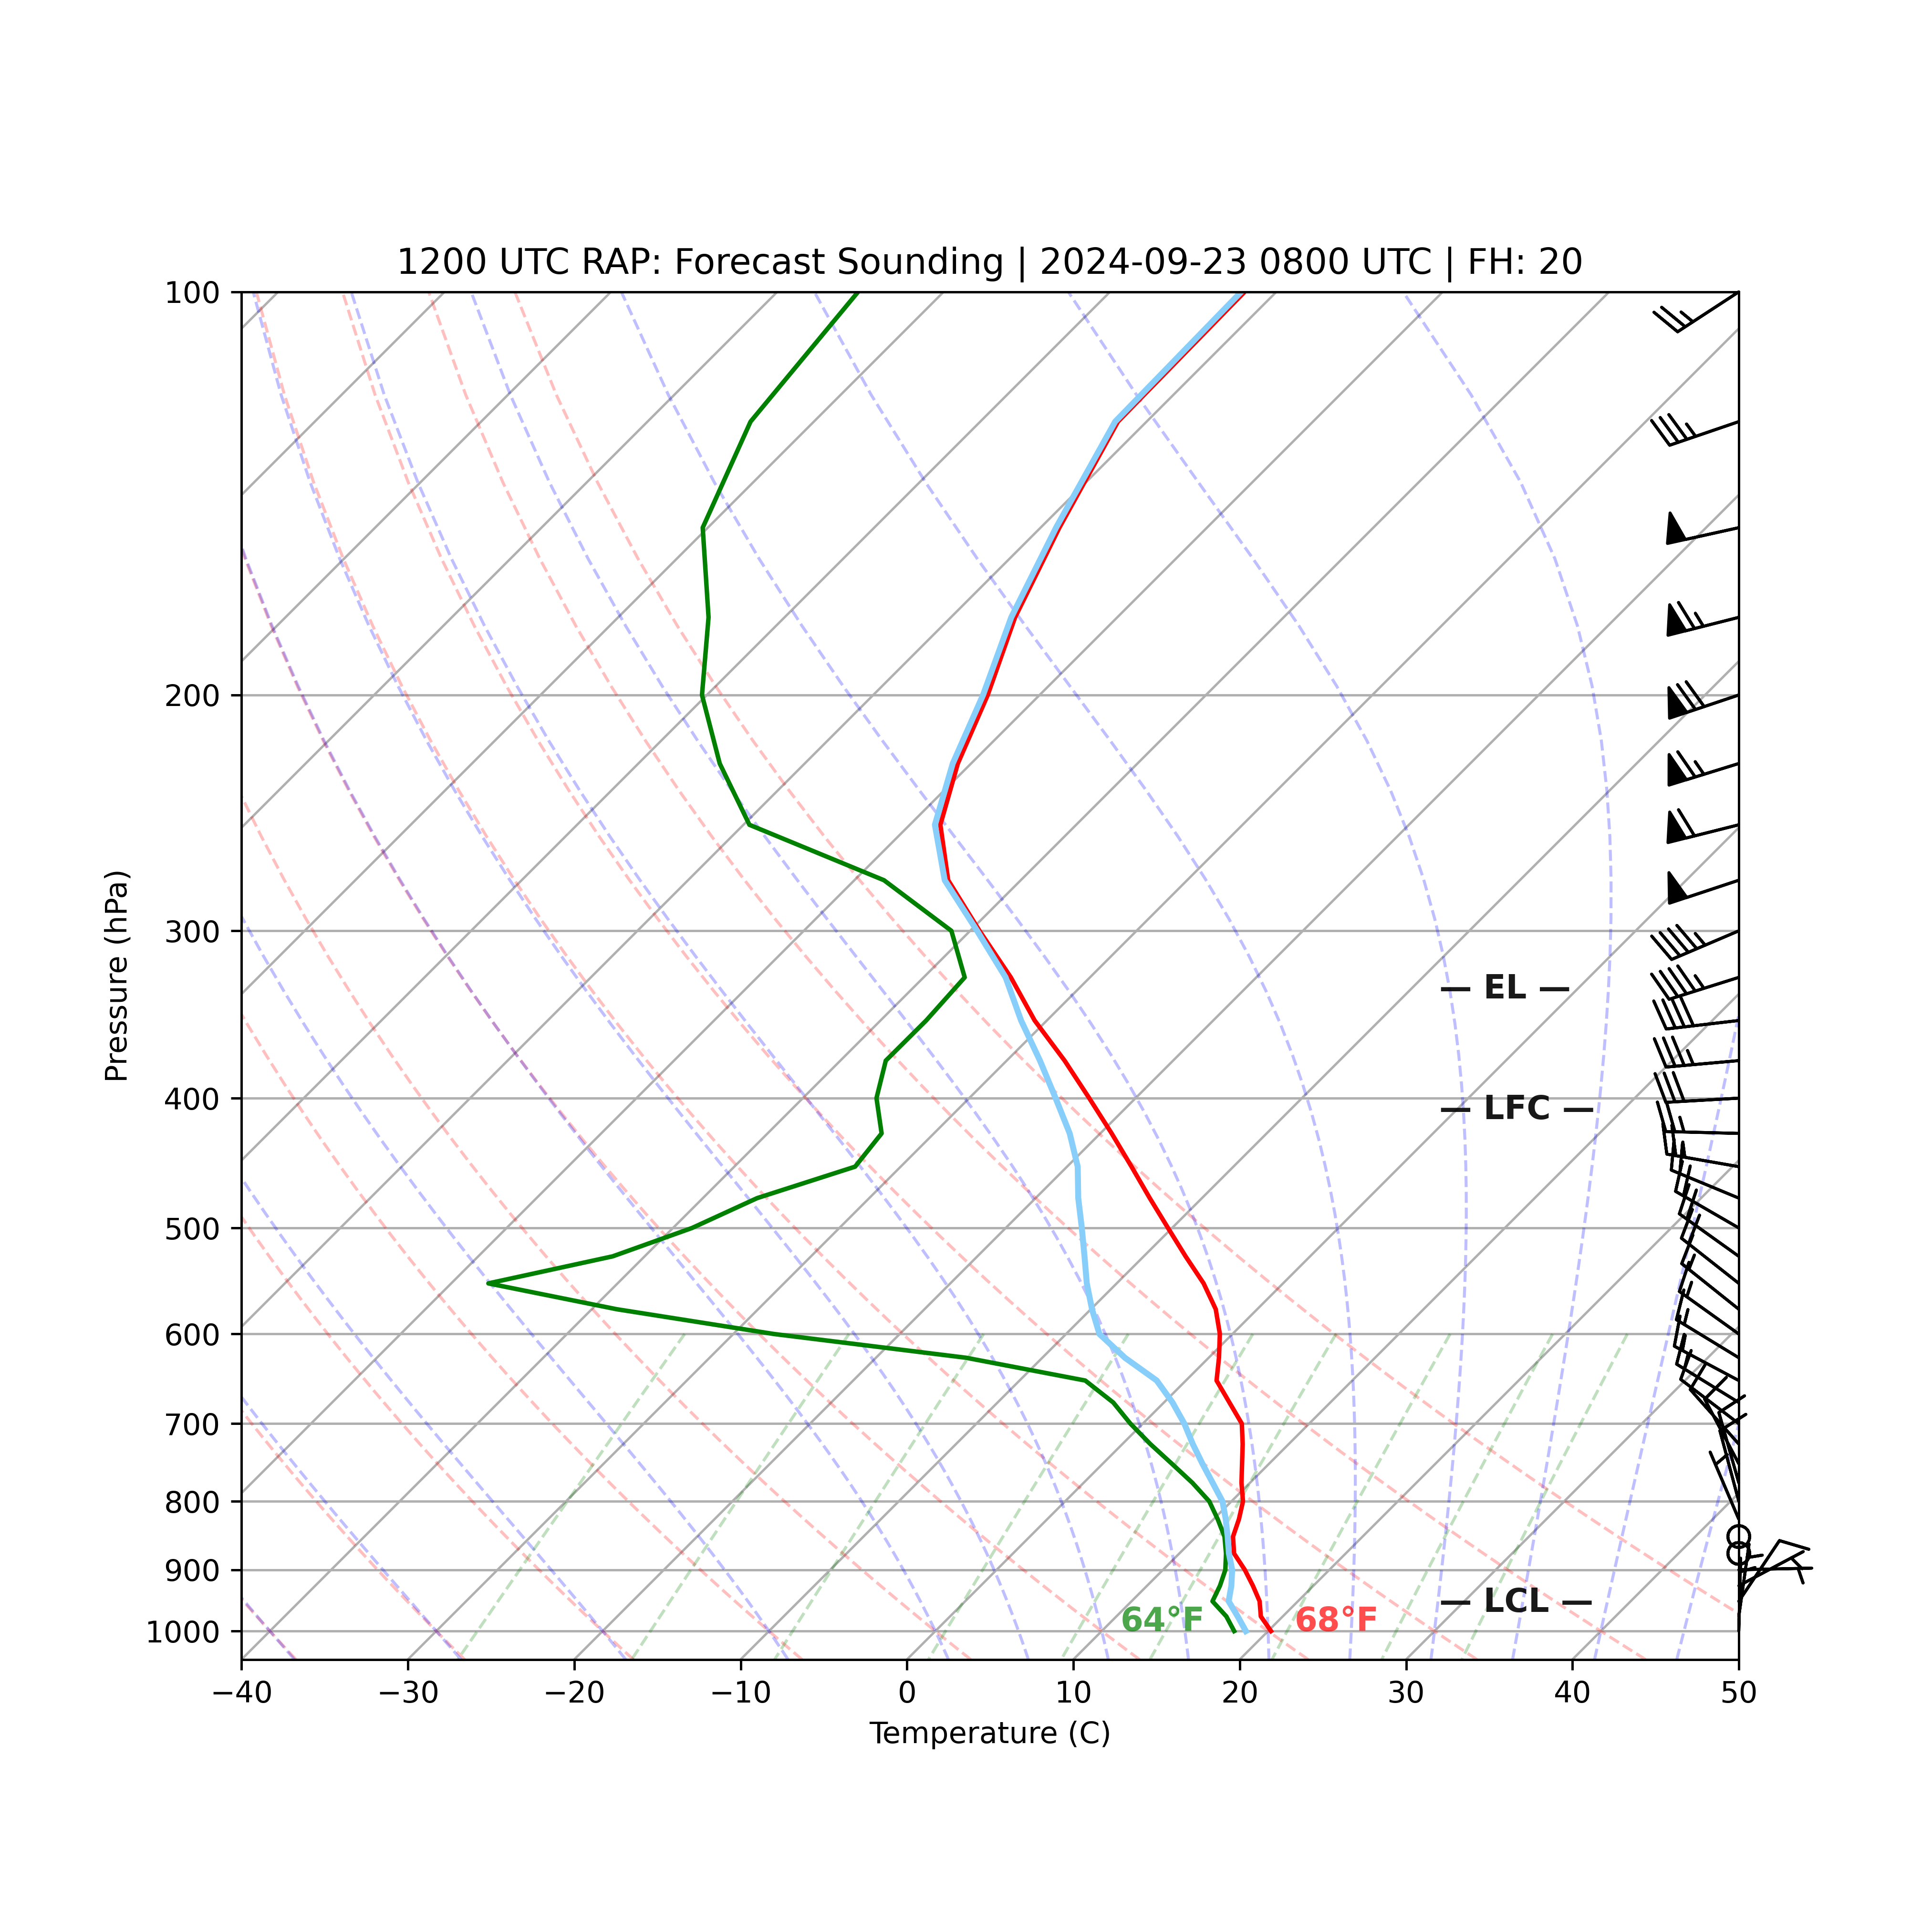 1200 UTC RAP: Forecast Sounding | 2024-09-23 0800 UTC | FH: 20
100
200
300
— EL —
400
— LFC —
500
600
700
800
900
— LCL —
64°F 68°F
1000
Pressure (hPa)
−40 −30 −20 −10 0 10 20 30 40 50
Temperature (C)